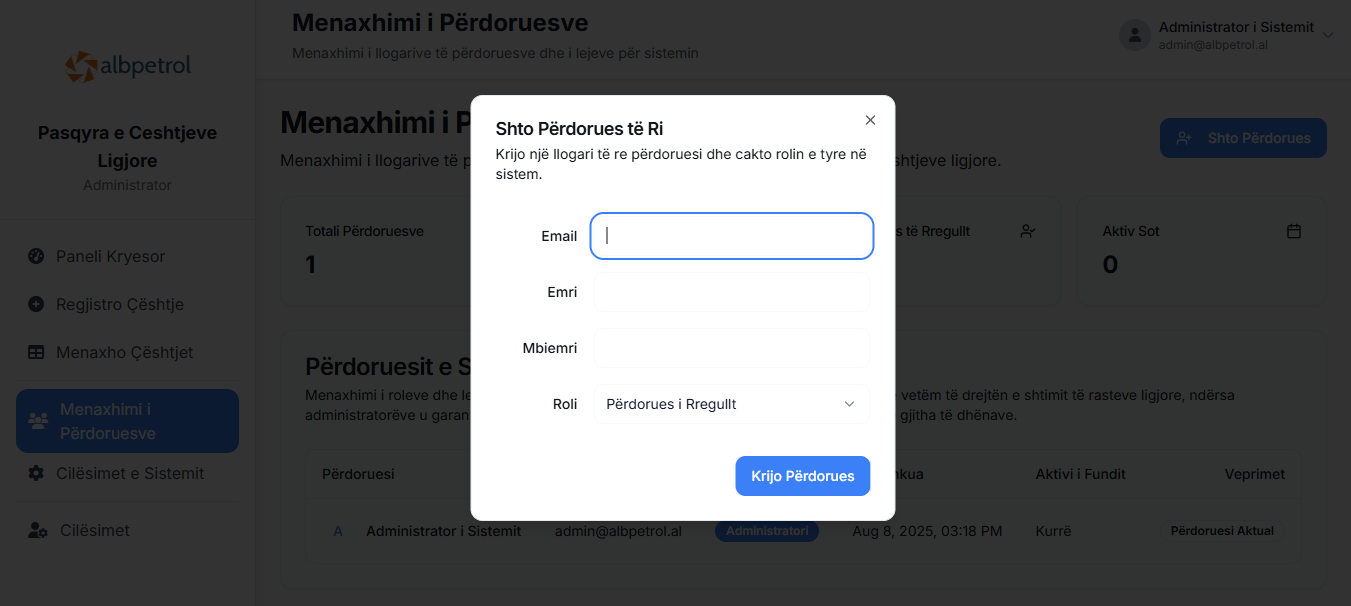 albpetrol
Pasqyra e Ceshtjeve
Ligjore
Administrator
Paneli Kryesor
Regjistro Çështje
Menaxho Çështjet
Menaxhimi i
Përdoruesve
Cilësimet e Sistemit
Cilësimet
Menaxhimi i Përdoruesve
Menaxhimi i llogarive të përdoruesve dhe i lejeve për sistemin
Administrator i Sistemit
admin@albpetrol.al
Menaxhimi i
Shto Përdorues
Menaxhimi i llogarive të
ligjore.
Totali Përdoruesve
1
të Rregullt
Aktiv Sot
0
Shto Përdorues të Ri
Krijo një llogari të re përdoruesi dhe cakto rolin e tyre në
sistem.
Email
Emri
Mbiemri
Roli
Përdorues i Rregullt
Krijo Përdorues
Përdoruesit e
Menaxhimi i roleve dhe
vetëm të drejtën e shtimit të rasteve ligjore, ndërsa
administratorëve u
gjitha të dhënave.
Përdoruesi
Aktivi i Fundit
Veprimet
A
Administrator i Sistemit
admin@albpetrol.al
Administratori
Aug 8, 2025, 03:18 PM
Kurrë
Përdoruesi Aktual